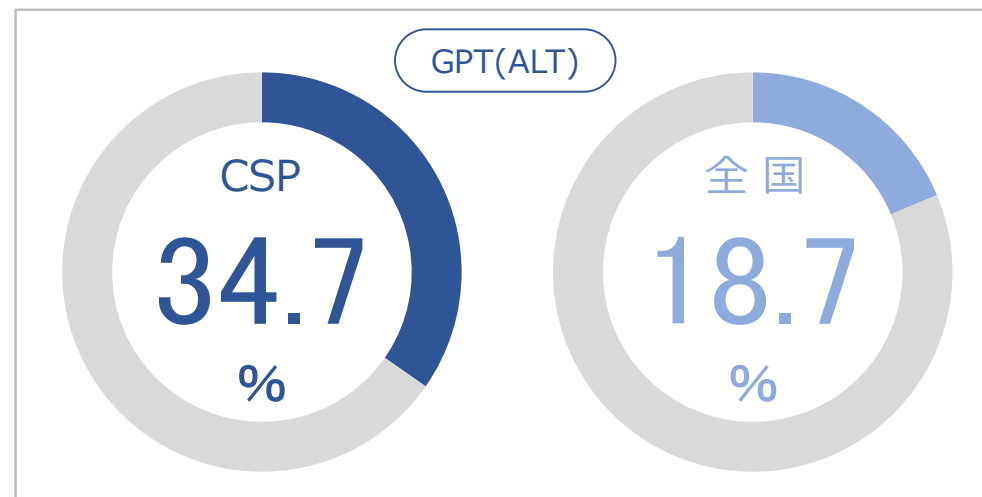 GPT(ALT)
CSP
34.7
%
全国
18.7
%